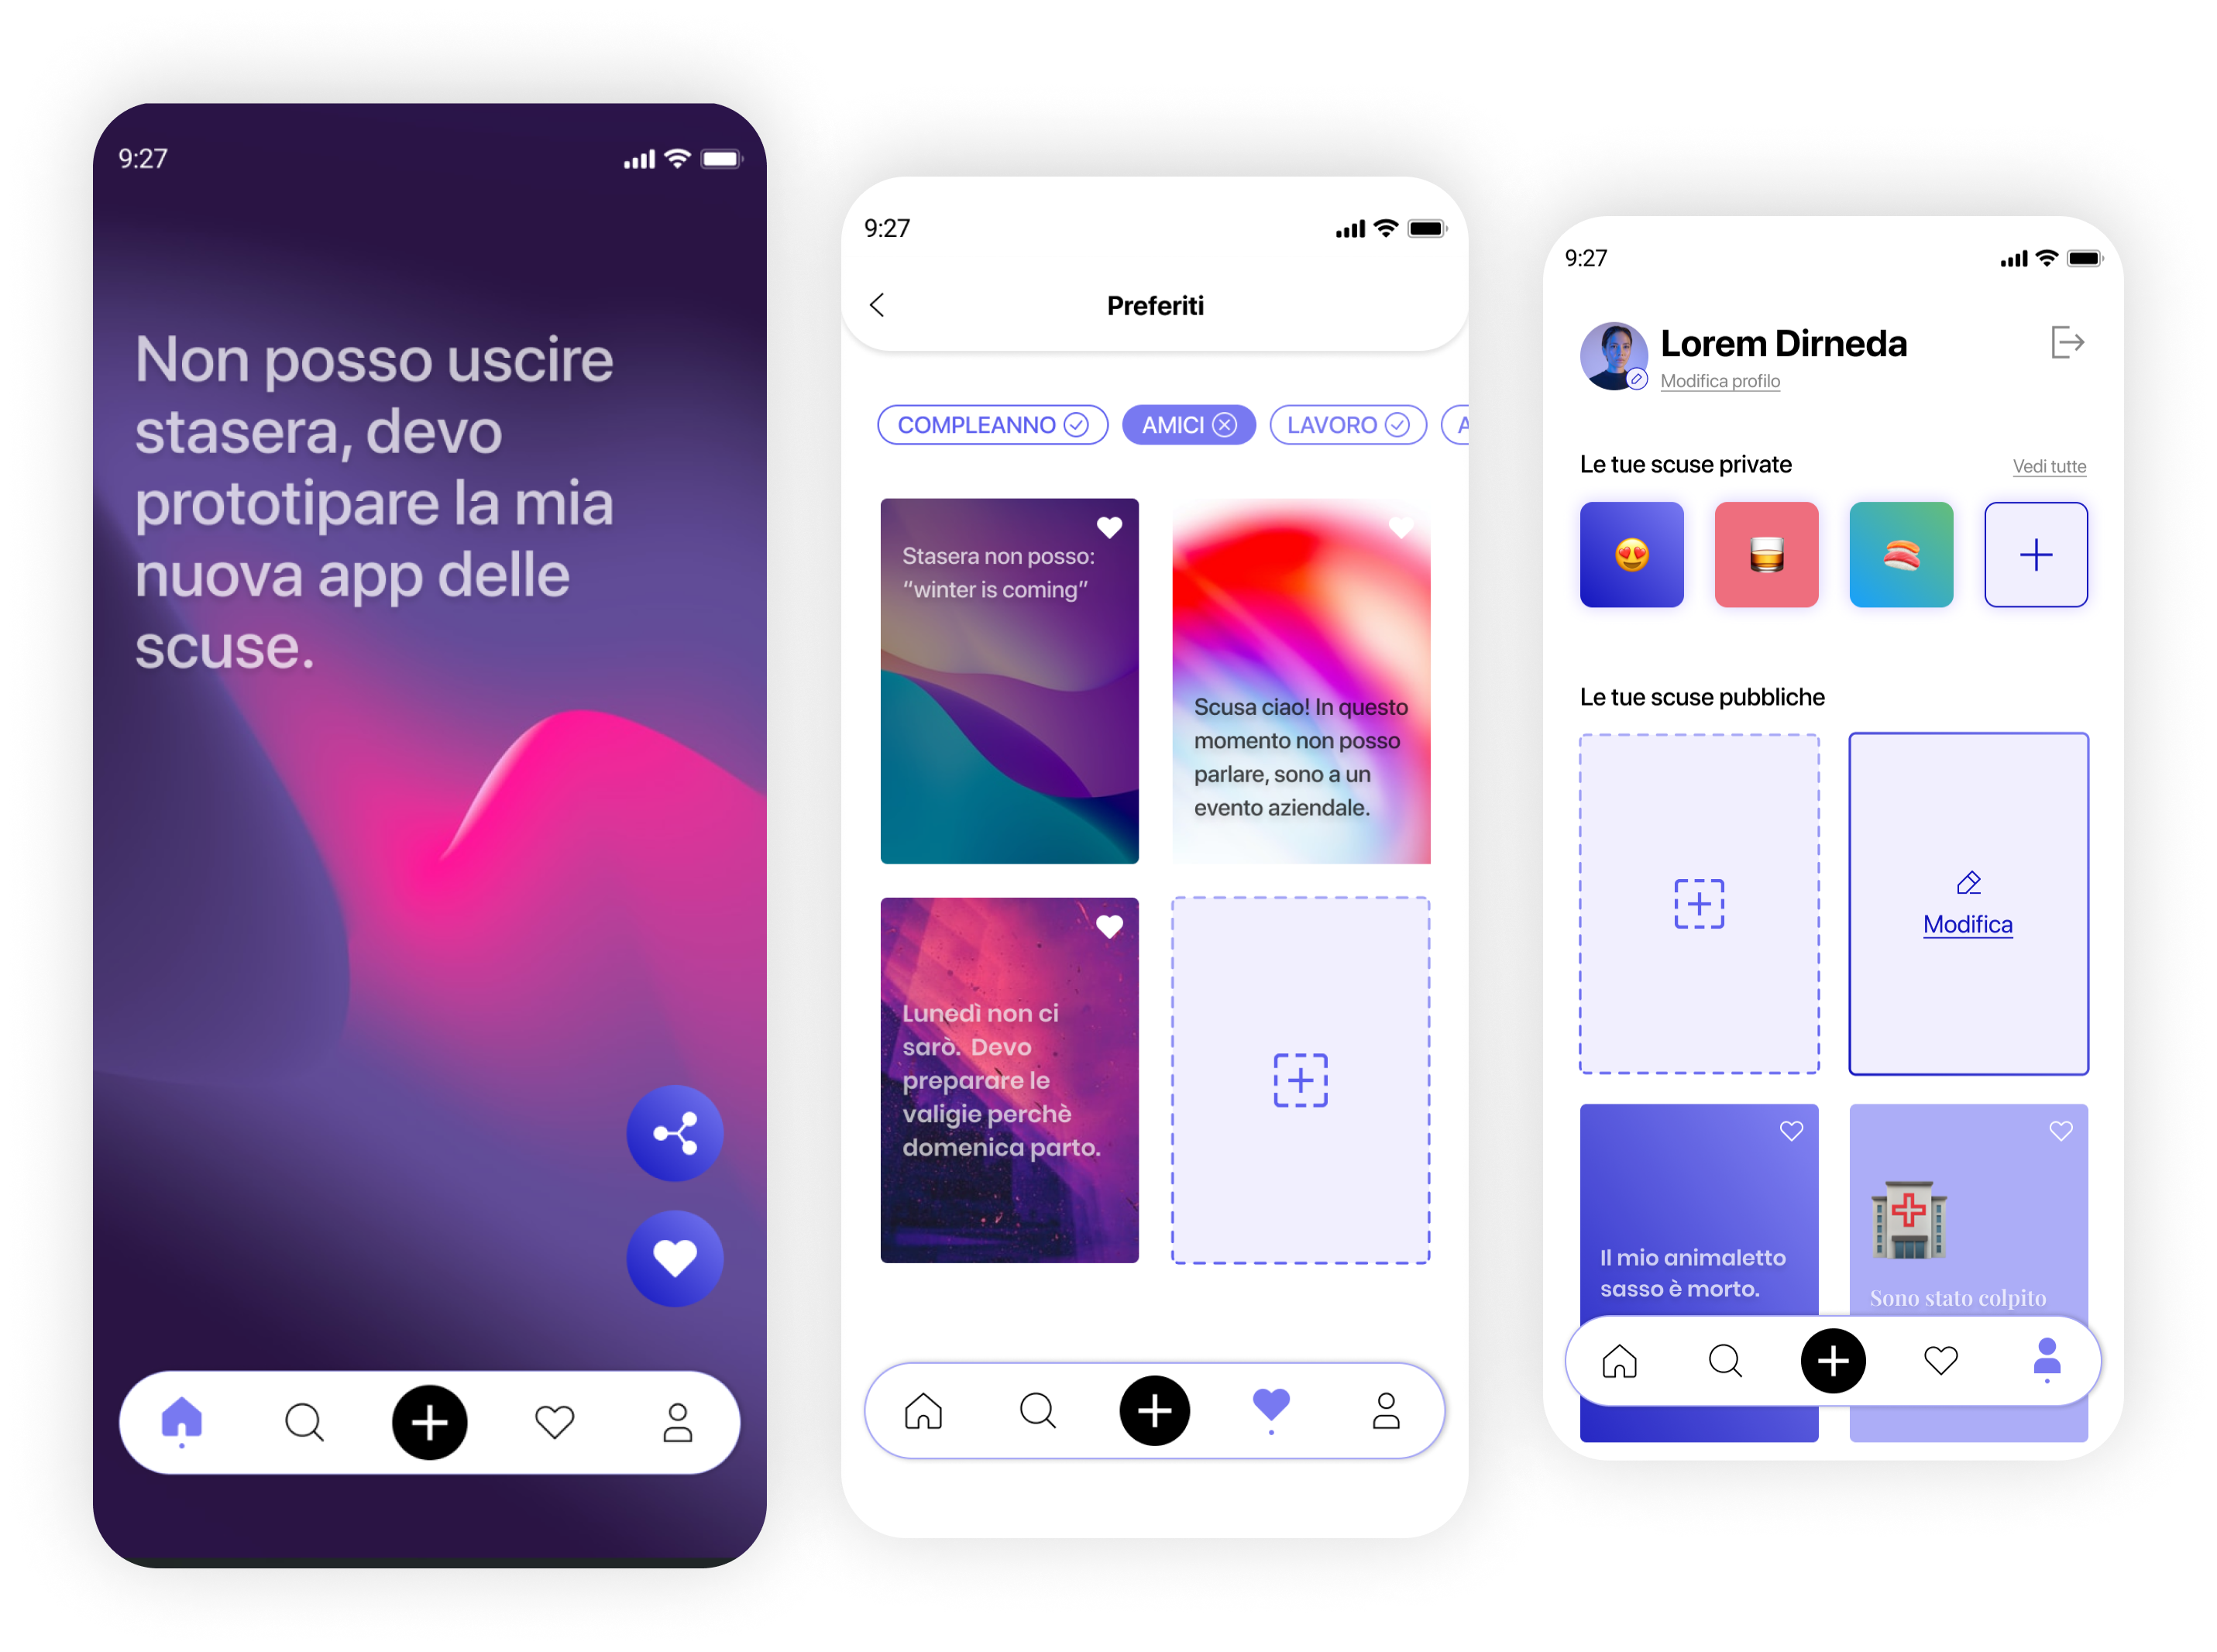 9:27
Non posso uscire
stasera, devo
prototipare la mia
nuova app delle
scuse.
9:27
Preferiti
COMPLEANNO
AMICI
LAVORO
A
Stasera non posso:
“winter is coming”
Scusa ciao! In questo
momento non posso
parlare, sono a un
evento aziendale.
Lunedì non ci
sarò. Devo
preparare le
valigie perchè
domenica parto.
9:27
Lorem Dirneda
Modifica profilo
Le tue scuse private
Vedi tutte
Le tue scuse pubbliche
Modifica
Il mio animaletto
sasso è morto.
Sono stato colpito